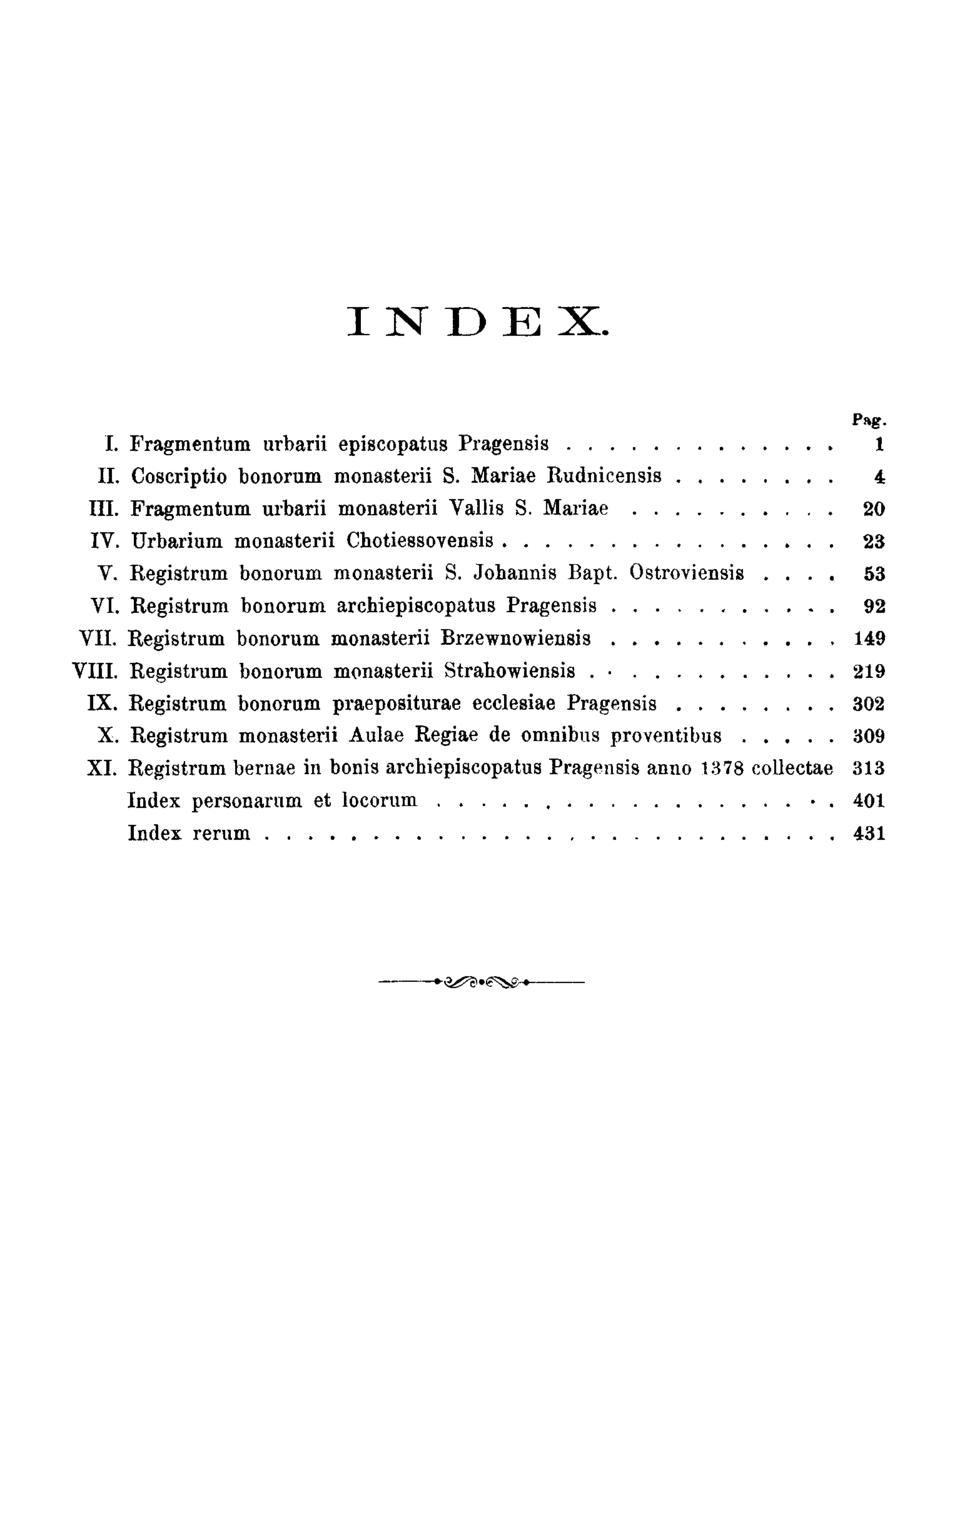 INDEX.
Pag.
I. Fragmentum urbarii episcopatus Pragensis . . . . . . . . . . . . . 1
II. Coscriptio bonorum monasterii S. Mariae Rudnicensis . . . . . . . . 4
III. Fragmentum urbarii monasterii Vallis S. Mariae . . . . . . . . . . 20
IV. Urbarium monasterii Chotiessovensis . . . . . . . . . . . . . . . . 23
V. Registrum bonorum monasterii S. Johannis Bapt. Ostroviensis . . . . 53
VI. Registrum bonorum archiepiscopatus Pragensis . . . . . . . . . . . 92
VII. Registrum bonorum monasterii Brzewnowiensis . . . . . . . . . . . 149
VIII. Registrum bonorum monasterii Strahowiensis . . . . . . . . . . . . 219
IX. Registrum bonorum praepositurae ecclesiae Pragensis . . . . . . . . 302
X. Registrum monasterii Aulae Regiae de omnibus proventibus . . . . . 309
XI. Registrum bernae in bonis archiepiscopatus Pragensis anno 1378 collectae 313
Index personarum et locorum . . . . . . . . . . . . . . . . . . . 401
Index rerum . . . . . . . . . . . . . . . . . . . . . . . . . . . 431